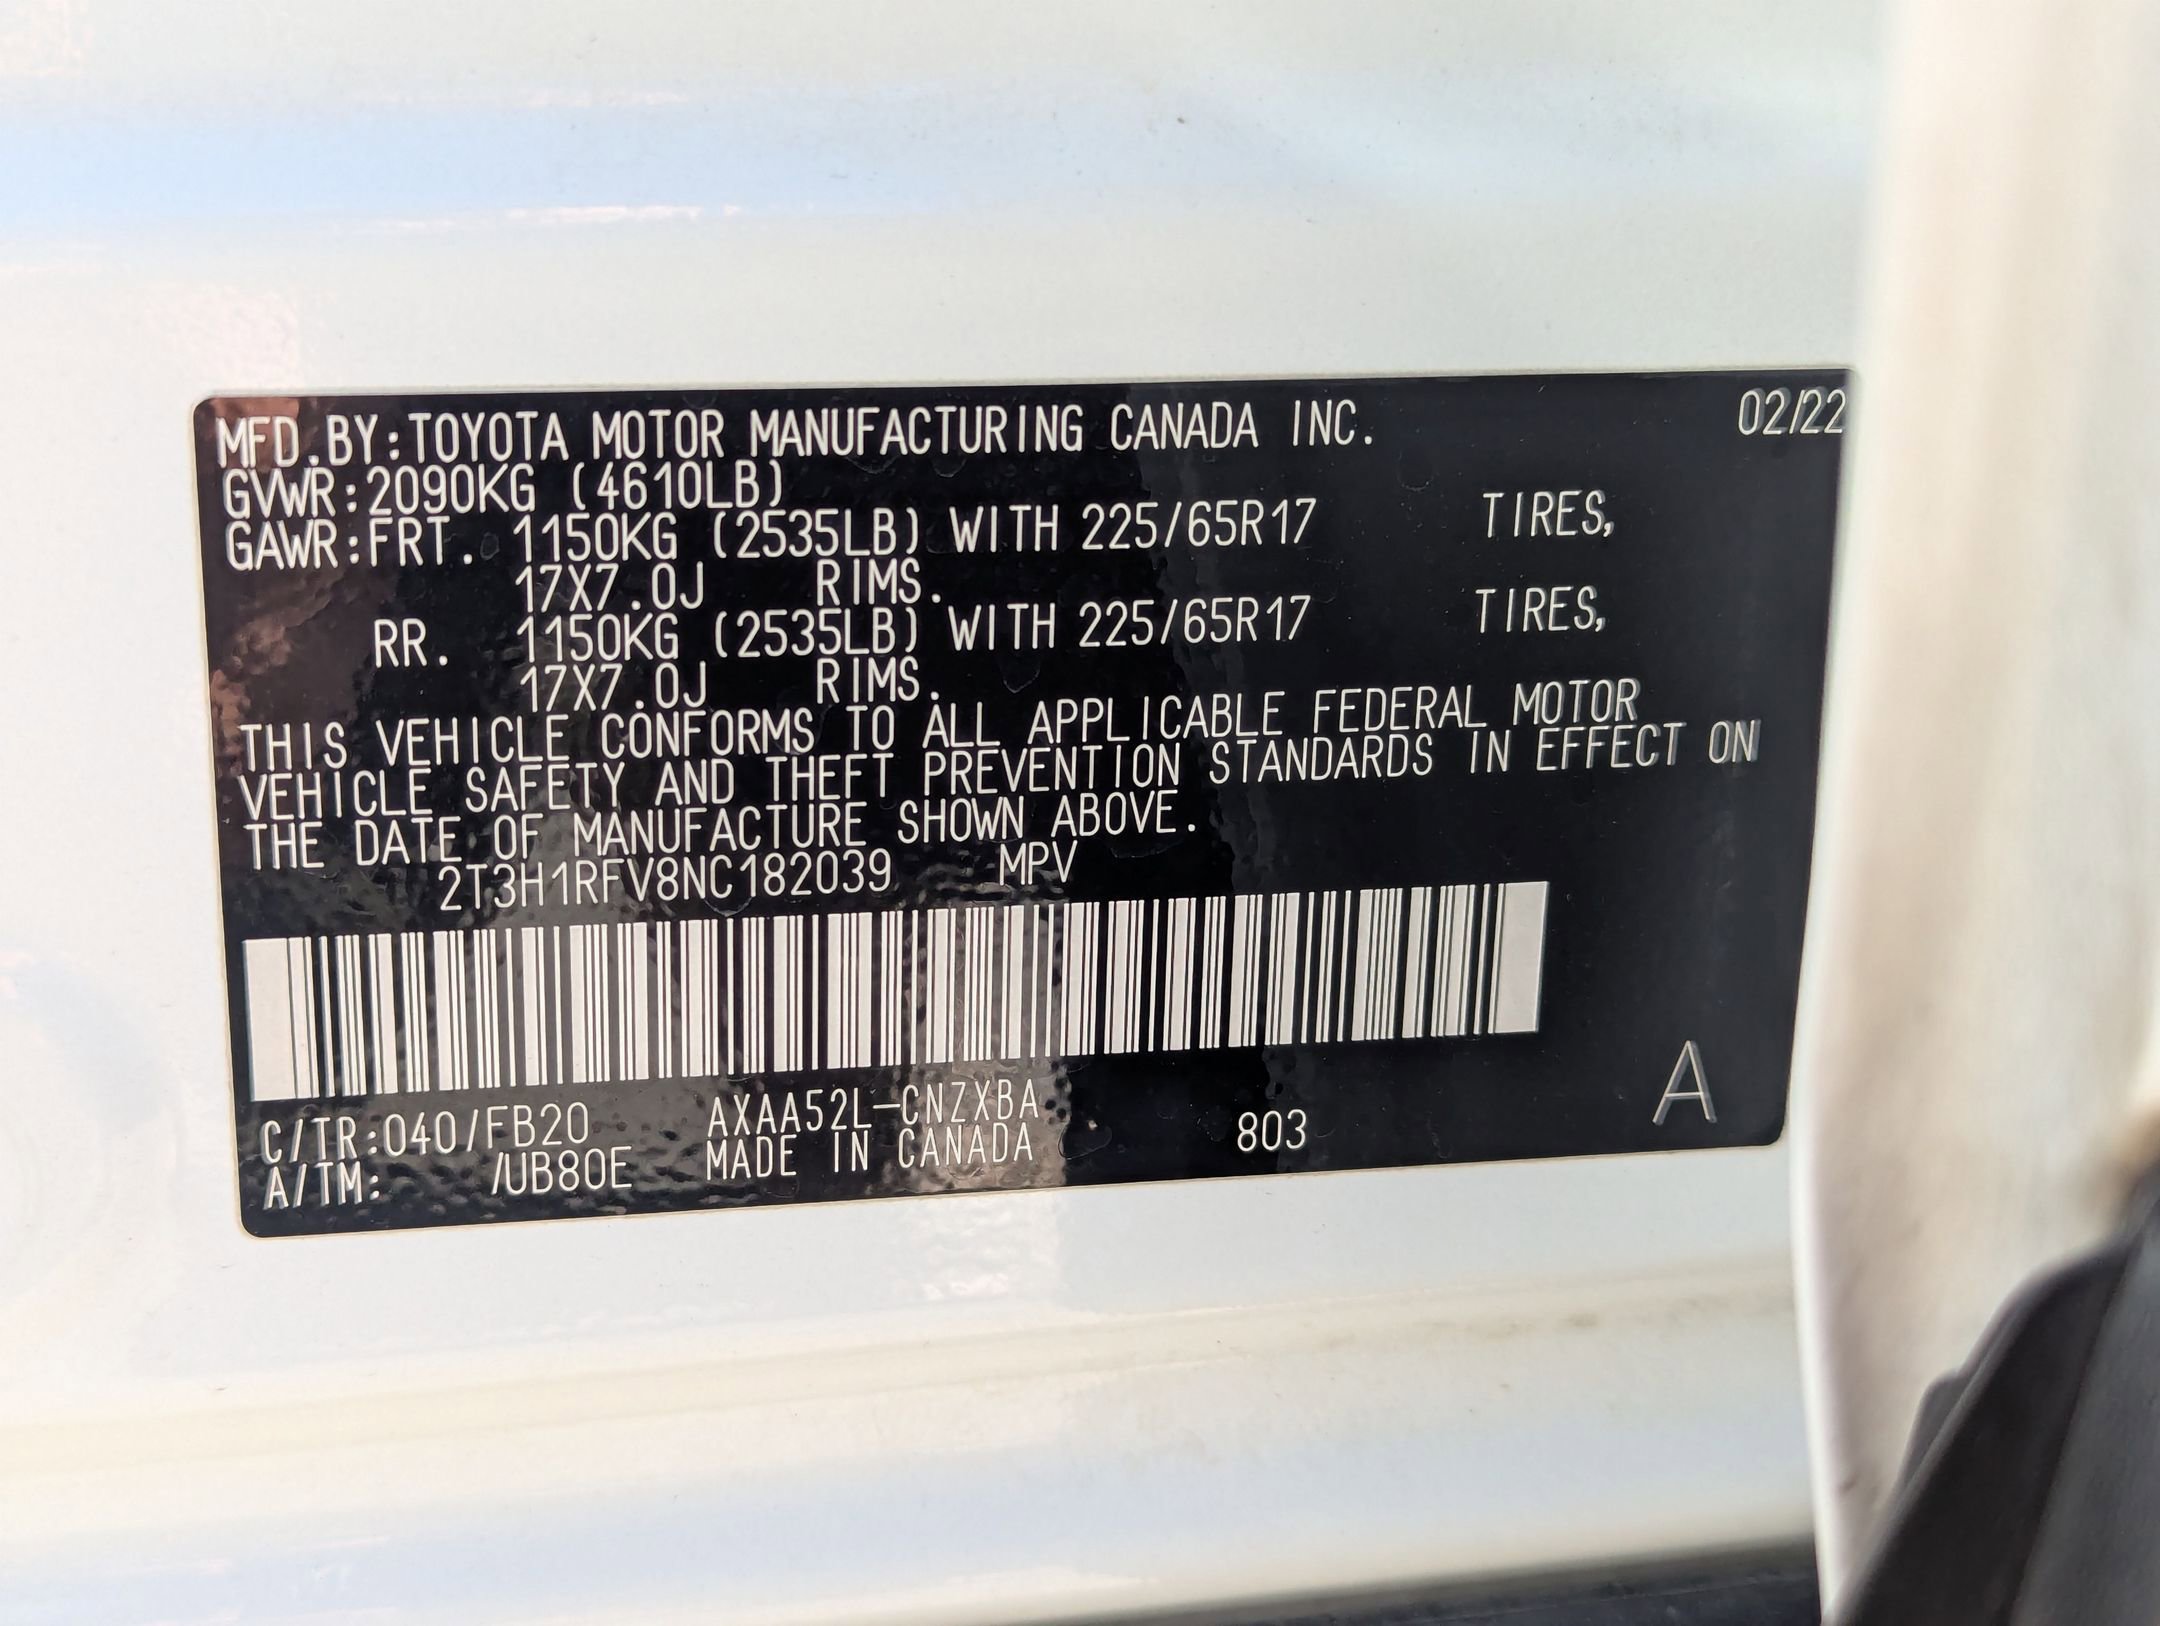 MFD.BY:TOYOTA MOTOR MANUFACTURING CANADA INC. 02/22
GVWR:2090KG (4610LB)
GAWR:FRT. 1150KG (2535LB) WITH 225/65R17 TIRES,
17X7.0J RIMS.
RR. 1150KG (2535LB) WITH 225/65R17 TIRES,
17X7.0J RIMS.
THIS VEHICLE CONFORMS TO ALL APPLICABLE FEDERAL MOTOR
VEHICLE SAFETY AND THEFT PREVENTION STANDARDS IN EFFECT ON
THE DATE OF MANUFACTURE SHOWN ABOVE.
2T3H1RFV8NC182039 MPV
C/TR:040/FB20 AXAA52L-CNZXBA 803 A
A/TM: /UB80E MADE IN CANADA